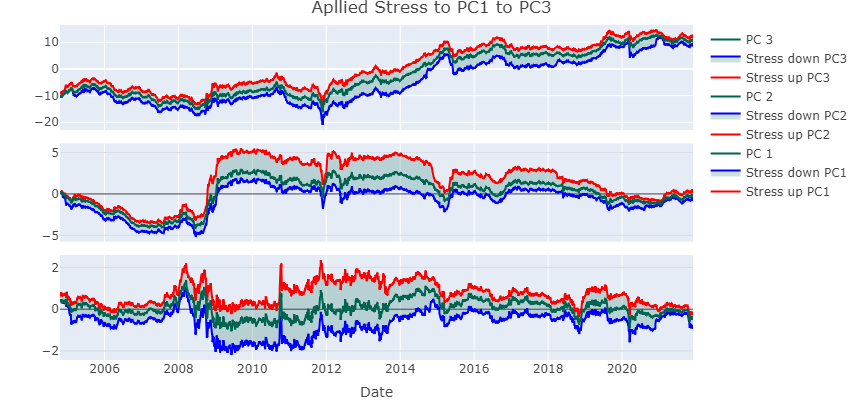 Apllied Stress to PC1 to PC3
10
0
−10
−20
5
0
−5
2
0
−2
2006
2008
2010
2012
2014
2016
2018
2020
Date
PC 3
Stress down PC3
Stress up PC3
PC 2
Stress down PC2
Stress up PC2
PC 1
Stress down PC1
Stress up PC1